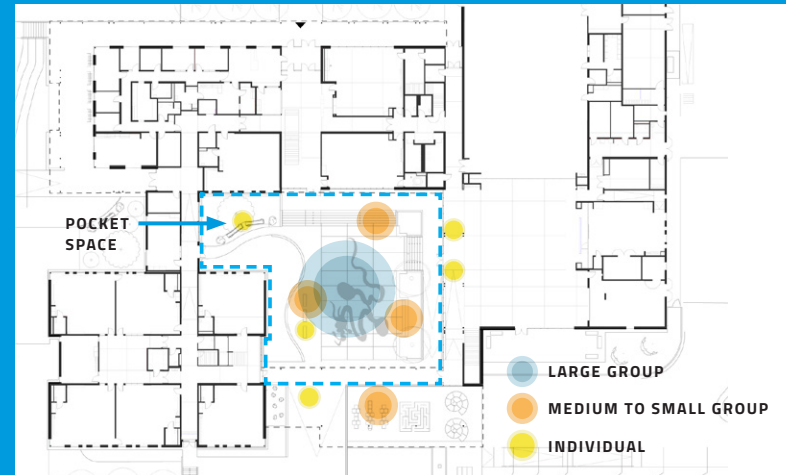 POCKET
SPACE
LARGE GROUP
MEDIUM TO SMALL GROUP
INDIVIDUAL